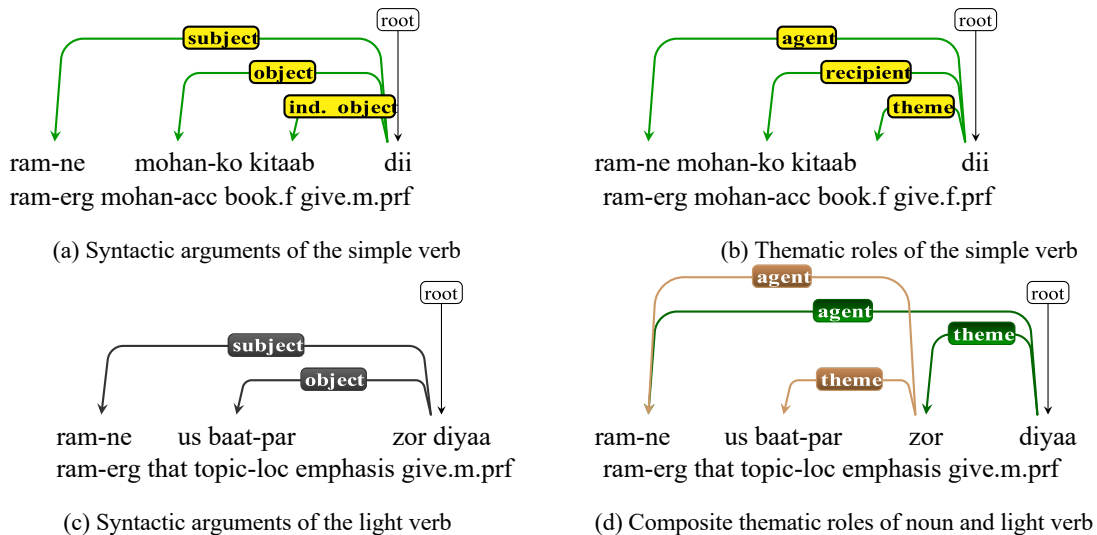 root
subject
object
ind. object
ram-ne mohan-ko kitaab dii
ram-erg mohan-acc book.f give.m.prf
(a) Syntactic arguments of the simple verb
root
agent
recipient
theme
ram-ne mohan-ko kitaab dii
ram-erg mohan-acc book.f give.f.prf
(b) Thematic roles of the simple verb
root
subject
object
ram-ne us baat-par zor diyaa
ram-erg that topic-loc emphasis give.m.prf
(c) Syntactic arguments of the light verb
agent
root
agent
theme
theme
ram-ne us baat-par zor diyaa
ram-erg that topic-loc emphasis give.m.prf
(d) Composite thematic roles of noun and light verb